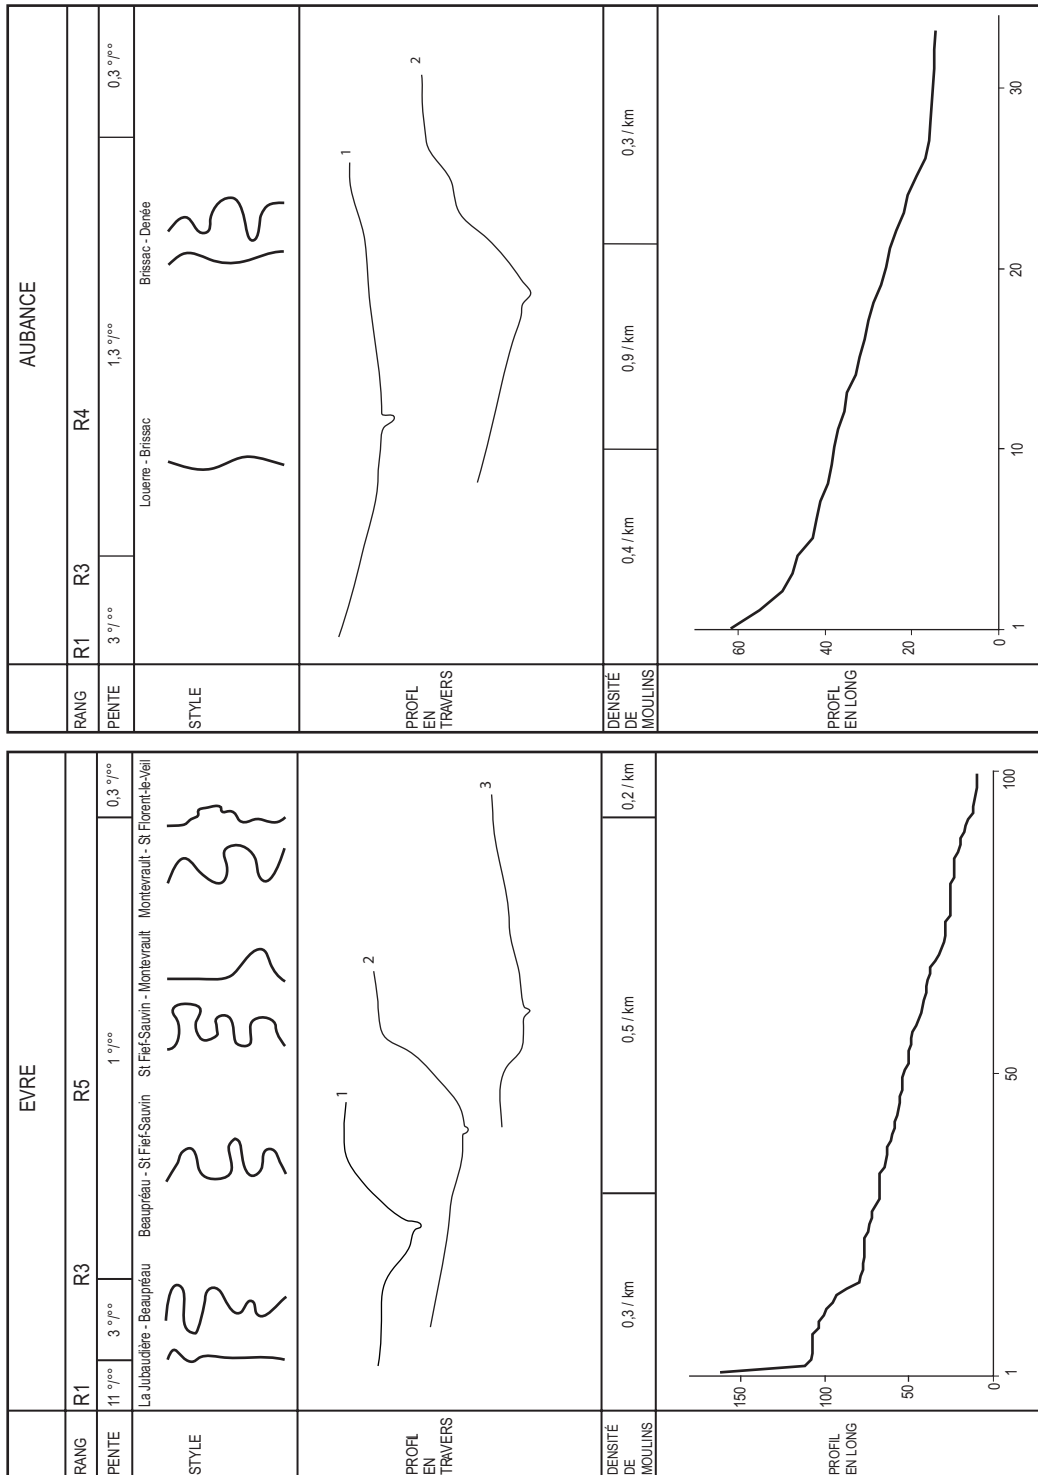 EVRE
RANG R1 R3 R5
PENTE 11 °/°° 3 °/°° 1 °/°° 0,3 °/°°
La Jubaudière - Beaupréau Beaupréau - St Fief-Sauvin St Fief-Sauvin - Montevrault Montevrault - St Florent-le-Veil
STYLE
PROFL
EN
TRAVERS
1
2
3
DENSITÉ
DE
MOULINS
0,3 / km 0,5 / km 0,2 / km
PROFIL
EN LONG
150
100
50
0
1 50 100
AUBANCE
RANG R1 R3 R4
PENTE 3 °/°° 1,3 °/°° 0,3 °/°°
Louerre - Brissac Brissac - Denée
STYLE
PROFL
EN
TRAVERS
1
2
DENSITÉ
DE
MOULINS
0,4 / km 0,9 / km 0,3 / km
PROFL
EN LONG
60
40
20
0
1 10 20 30